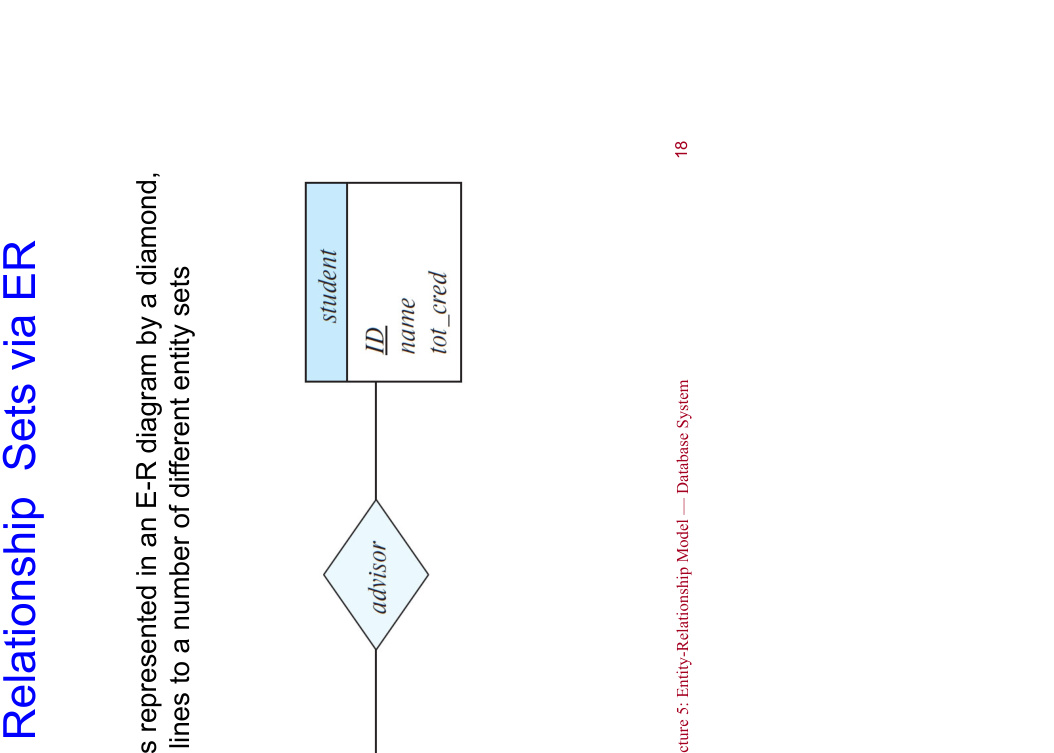 Relationship Sets via ER
s represented in an E-R diagram by a diamond,
lines to a number of different entity sets
advisor
student
ID
name
tot_cred
cture 5: Entity-Relationship Model — Database System
18